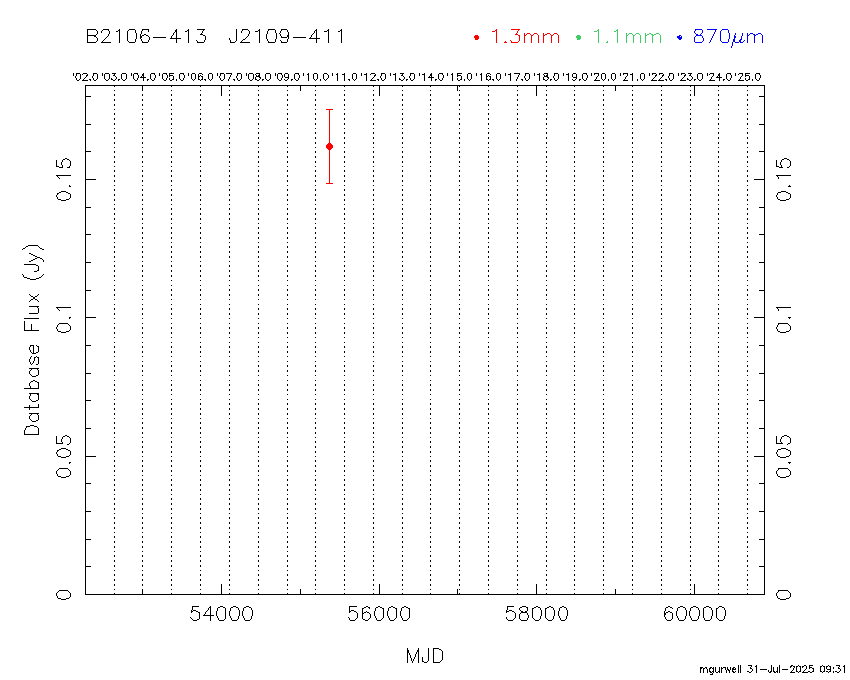 B2106-413 J2109-411 • 1.3mm • 1.1mm • 870μm
'02.0 '03.0 '04.0 '05.0 '06.0 '07.0 '08.0 '09.0 '10.0 '11.0 '12.0 '13.0 '14.0 '15.0 '16.0 '17.0 '18.0 '19.0 '20.0 '21.0 '22.0 '23.0 '24.0 '25.0
0.15 0.15
Database Flux (Jy)
0.1 0.1
0.05 0.05
0 0
54000 56000 58000 60000
MJD
mgurwell 31-Jul-2025 09:31